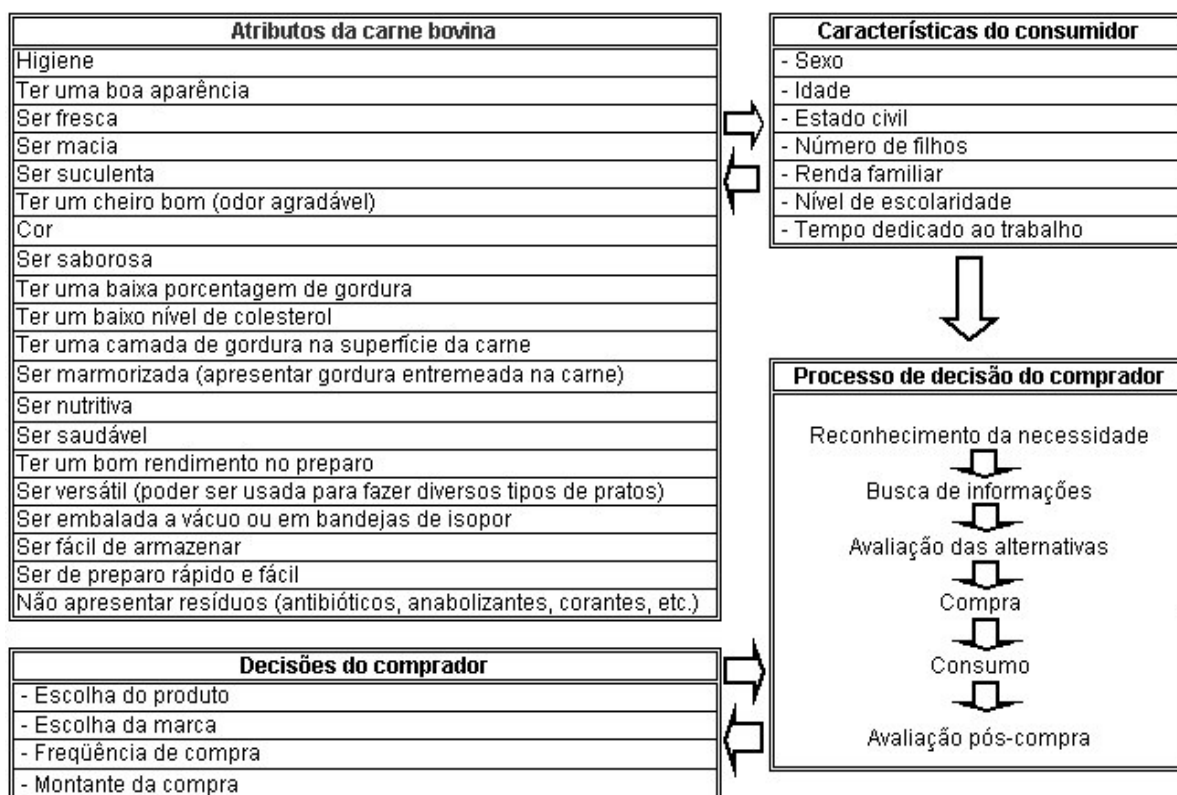 Atributos da carne bovina
Higiene
Ter uma boa aparência
Ser fresca
Ser macia
Ser suculenta
Ter um cheiro bom (odor agradável)
Cor
Ser saborosa
Ter uma baixa porcentagem de gordura
Ter um baixo nível de colesterol
Ter uma camada de gordura na superfície da carne
Ser marmorizada (apresentar gordura entremeada na carne)
Ser nutritiva
Ser saudável
Ter um bom rendimento no preparo
Ser versátil (poder ser usada para fazer diversos tipos de pratos)
Ser embalada a vácuo ou em bandejas de isopor
Ser fácil de armazenar
Ser de preparo rápido e fácil
Não apresentar resíduos (antibióticos, anabolizantes, corantes, etc.)
Características do consumidor
- Sexo
- Idade
- Estado civil
- Número de filhos
- Renda familiar
- Nível de escolaridade
- Tempo dedicado ao trabalho
Processo de decisão do comprador
Reconhecimento da necessidade
Busca de informações
Avaliação das alternativas
Compra
Consumo
Avaliação pós-compra
Decisões do comprador
- Escolha do produto
- Escolha da marca
- Freqüência de compra
- Montante da compra